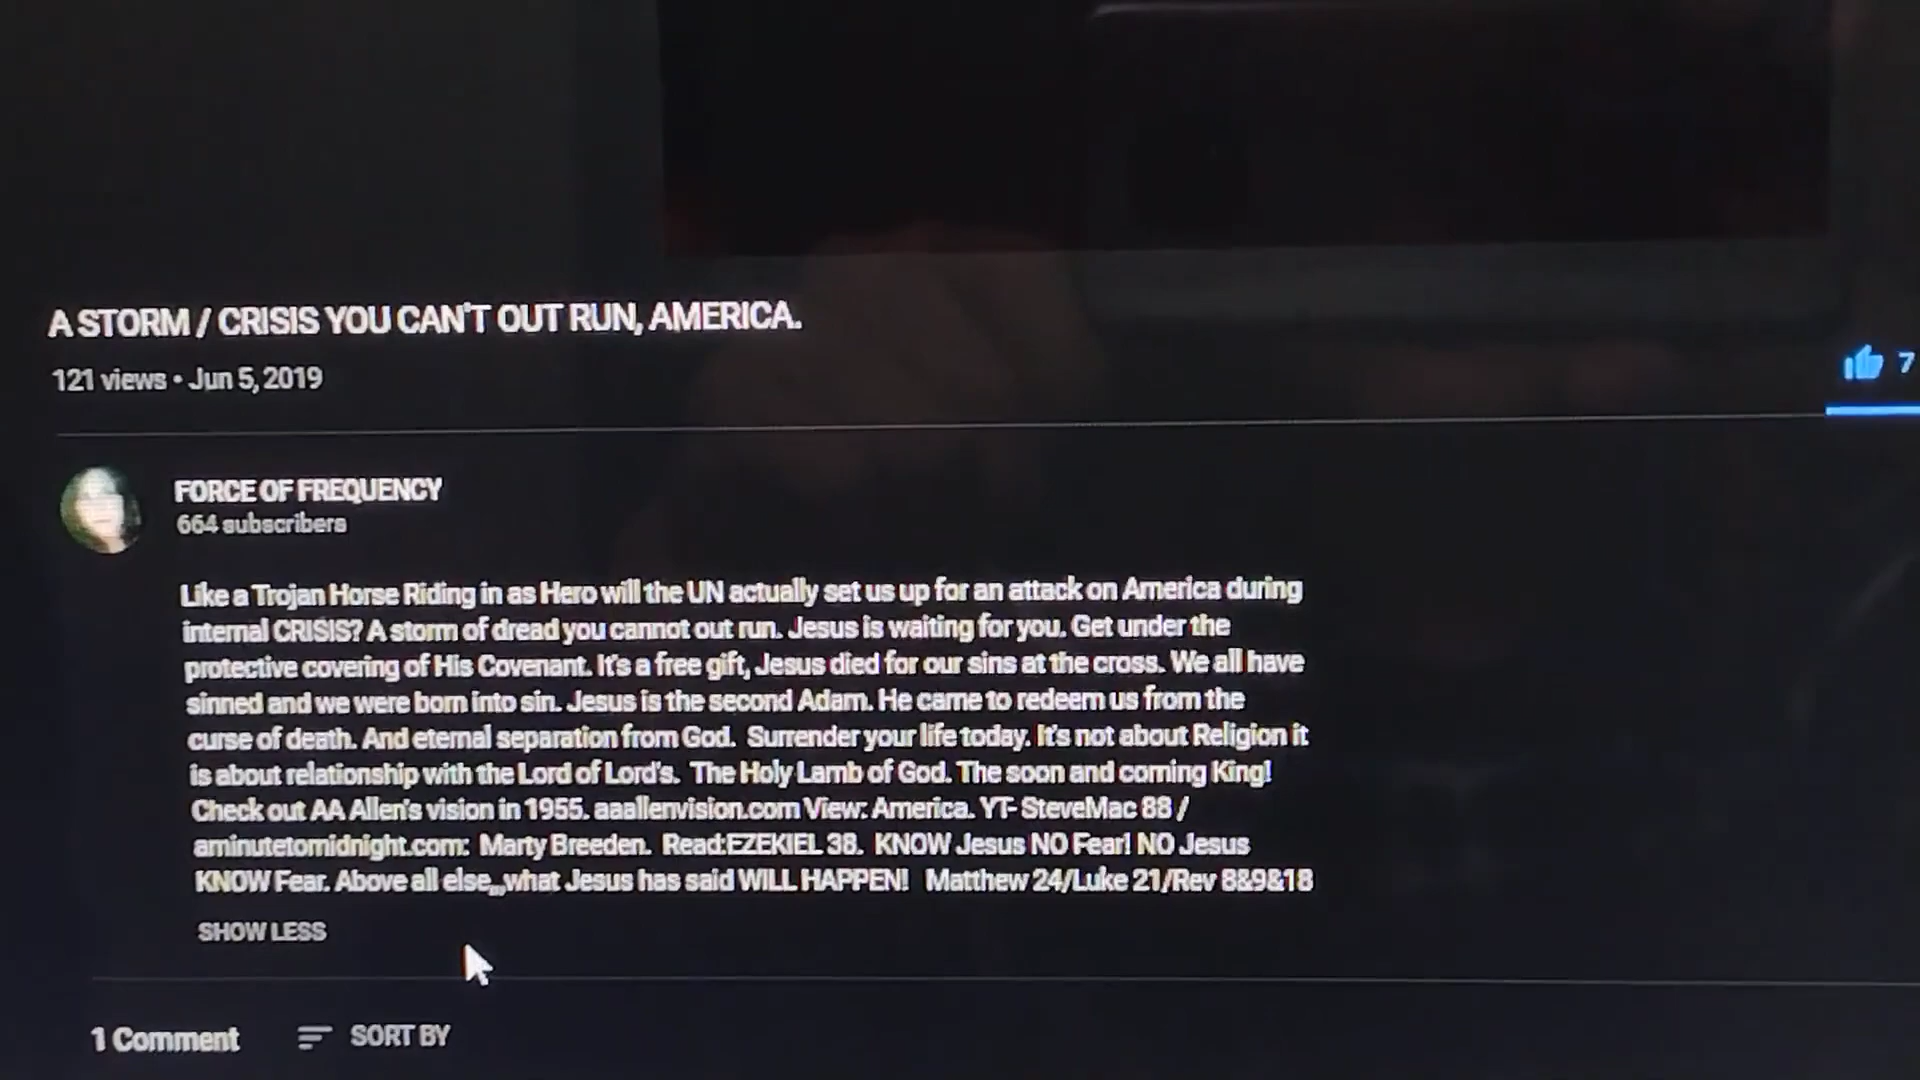 A STORM / CRISIS YOU CAN'T OUT RUN, AMERICA.
121 views • Jun 5, 2019
7
FORCE OF FREQUENCY
664 subscribers
Like a Trojan Horse Riding in as Hero will the UN actually set us up for an attack on America during
internal CRISIS? A storm of dread you cannot out run. Jesus is waiting for you. Get under the
protective covering of His Covenant. It's a free gift, Jesus died for our sins at the cross. We all have
sinned and we were born into sin. Jesus is the second Adam. He came to redeem us from the
curse of death. And eternal separation from God. Surrender your life today. It's not about Religion it
is about relationship with the Lord of Lord's. The Holy Lamb of God. The soon and coming King!
Check out AA Allen's vision in 1955. aaallenvision.com View: America. YT- SteveMac 88 /
aminutetomidnight.com: Marty Breeden. Read:EZEKIEL 38. KNOW Jesus NO Fear! NO Jesus
KNOW Fear. Above all else,,,what Jesus has said WILL HAPPEN! Matthew 24/Luke 21/Rev 8&9&18
SHOW LESS
1 Comment SORT BY